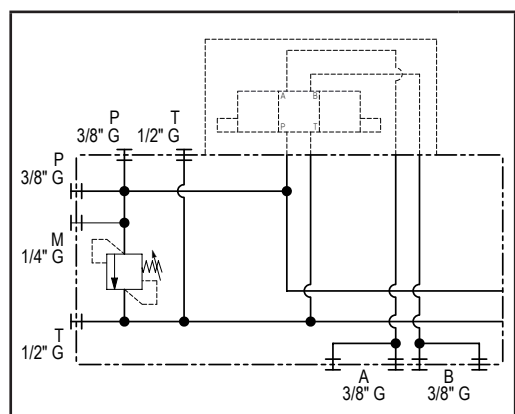 A B
P T
P T
3/8" G 1/2" G
P
3/8" G
M
1/4" G
T
1/2" G
A B
3/8" G 3/8" G